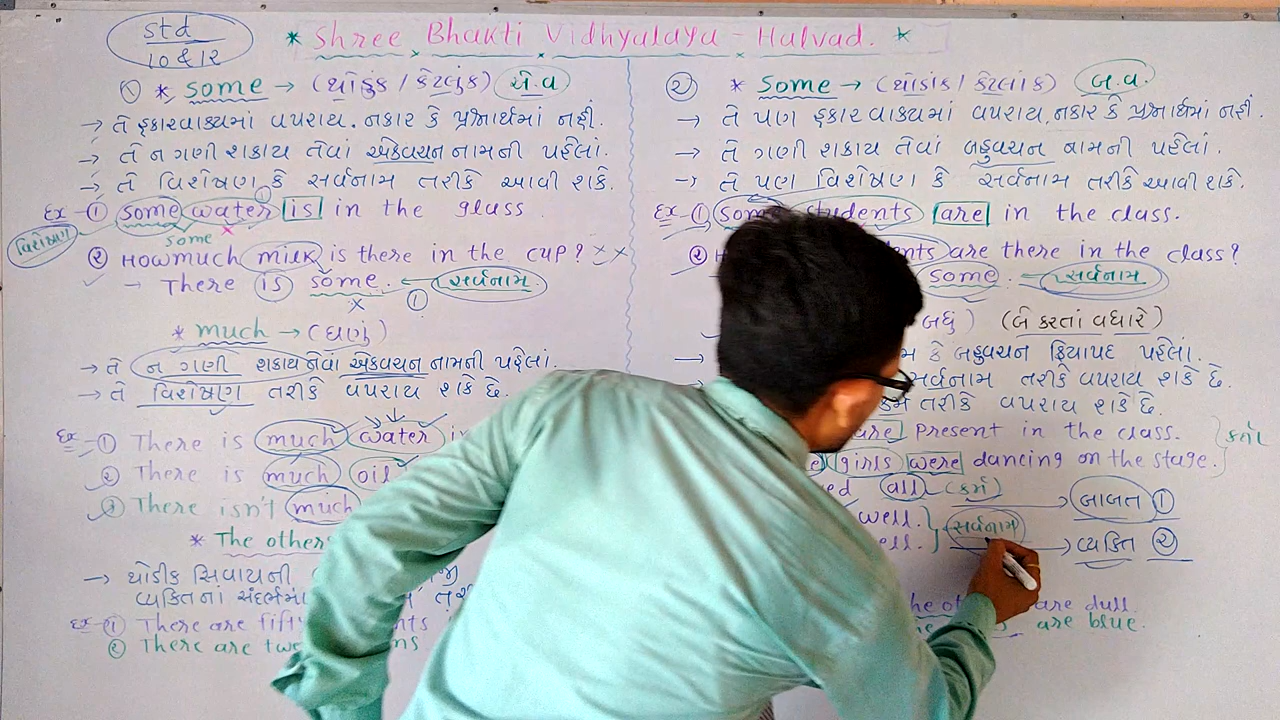 std
10 & 12
* Shree Bhakti Vidhyalaya - Halvad. *
① * some → (થોડુંક / કેટલુંક) એ.વ
→ તે હકારવાક્યમાં વપરાય. નકાર કે પ્રશ્નાર્થમાં નહીં.
→ તે ન ગણી શકાય તેવાં એકવચન નામની પહેલાં.
→ તે વિશેષણ કે સર્વનામ તરીકે આવી શકે.
Ex - ① some water is in the glass.
વિશેષણ
some
② Howmuch milk is there in the cup?
→ There is some. ← સર્વનામ.
①
* much → (ઘણું)
→ તે ન ગણી શકાય તેવાં એકવચન નામની પહેલાં.
→ તે વિશેષણ તરીકે વપરાય શકે છે.
Ex - ① There is much water
② There is much oil
③ There isn't much
* The others
→ થોડીક સિવાયની
વ્યકિતનાં સંદર્ભમાં
Ex - ① There are
② There are
② * Some → (થોડાંક / કેટલાંક) બ.વ
→ તે પણ હકારવાક્યમાં વપરાય, નકાર કે પ્રશ્નાર્થમાં નહીં.
→ તે ગણી શકાય તેવાં બહુવચન નામની પહેલાં.
→ તે પણ વિશેષણ કે સર્વનામ તરીકે આવી શકે.
Ex - ① Some students are in the class.
② are there in the class?
some. ← સર્વનામ
બધું) (બે કરતાં વધારે)
→ કે બહુવચન ક્રિયાપદ પહેલાં.
સર્વનામ તરીકે વપરાય શકે છે.
તરીકે વપરાય શકે છે.
are present in the class.
girls were dancing on the stage. } કર્તા
all (કર્મ) → બાબત ①
well. } સર્વનામ
→ વ્યકિત ②
are dull.
are blue.